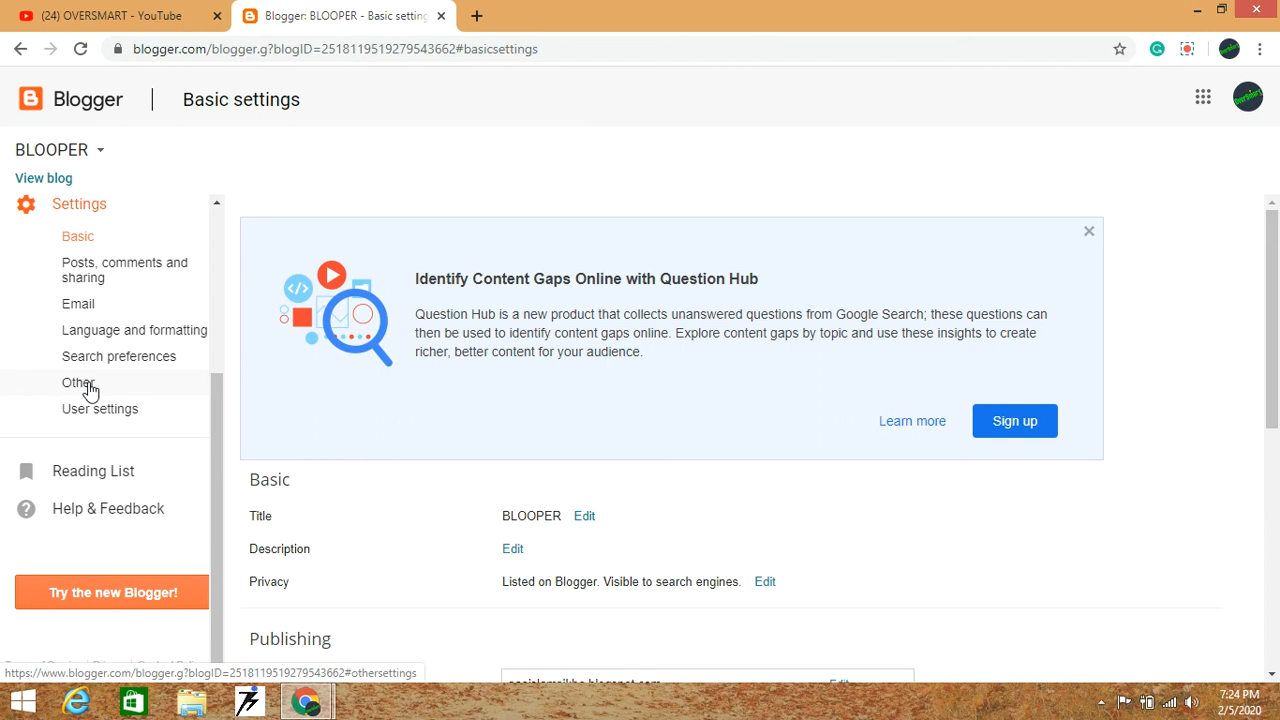 (24) OVERSMART - YouTube
Blogger: BLOOPER - Basic setting
blogger.com/blogger.g?blogID=2518119519279543662#basicsettings
Blogger
Basic settings
BLOOPER
View blog
Settings
Basic
Posts, comments and
sharing
Email
Language and formatting
Search preferences
Other
User settings
Reading List
Help & Feedback
Try the new Blogger!
Identify Content Gaps Online with Question Hub
Question Hub is a new product that collects unanswered questions from Google Search; these questions can
then be used to identify content gaps online. Explore content gaps by topic and use these insights to create
richer, better content for your audience.
Learn more
Sign up
Basic
Title
BLOOPER
Edit
Description
Edit
Privacy
Listed on Blogger. Visible to search engines.
Edit
Publishing
Edit
https://www.blogger.com/blogger.g?blogID=2518119519279543662#othersettings
7:24 PM
2/5/2020